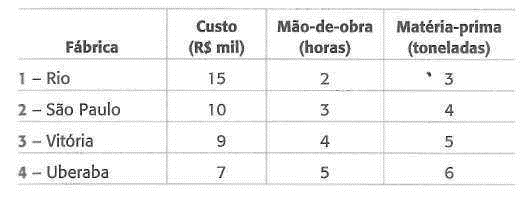 Fábrica Custo (R$ mil) Mão-de-obra (horas) Matéria-prima (toneladas)
1 – Rio 15 2 3
2 – São Paulo 10 3 4
3 – Vitória 9 4 5
4 – Uberaba 7 5 6